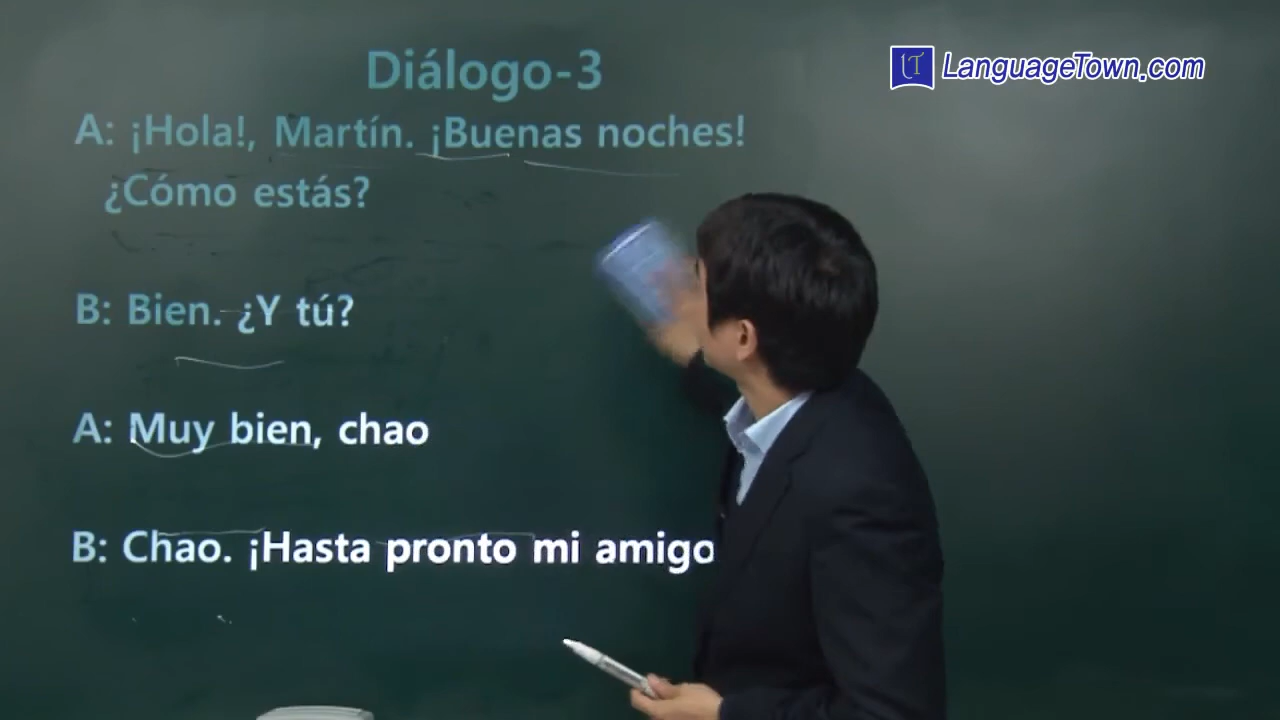 Diálogo-3
LT LanguageTown.com
A: ¡Hola!, Martín. ¡Buenas noches!
¿Cómo estás?
B: Bien. ¿Y tú?
A: Muy bien, chao
B: Chao. ¡Hasta pronto mi amigo